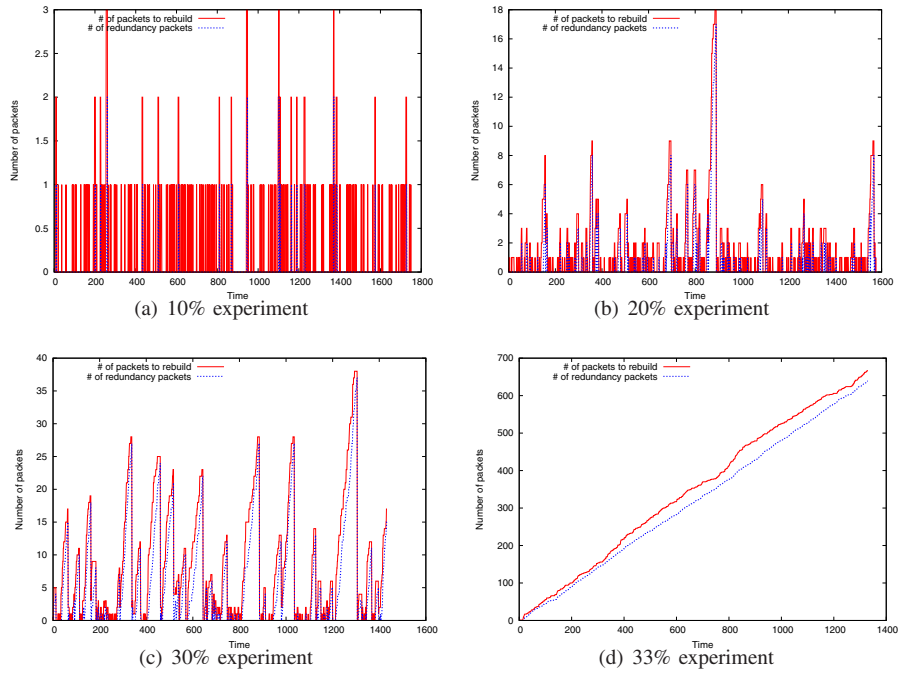 # of packets to rebuild
# of redundancy packets
Number of packets
3
2.5
2
1.5
1
0.5
0
0 200 400 600 800 1000 1200 1400 1600 1800
Time
(a) 10% experiment
# of packets to rebuild
# of redundancy packets
Number of packets
18
16
14
12
10
8
6
4
2
0
0 200 400 600 800 1000 1200 1400 1600
Time
(b) 20% experiment
# of packets to rebuild
# of redundancy packets
Number of packets
40
35
30
25
20
15
10
5
0
0 200 400 600 800 1000 1200 1400 1600
Time
(c) 30% experiment
# of packets to rebuild
# of redundancy packets
Number of packets
700
600
500
400
300
200
100
0
0 200 400 600 800 1000 1200 1400
Time
(d) 33% experiment